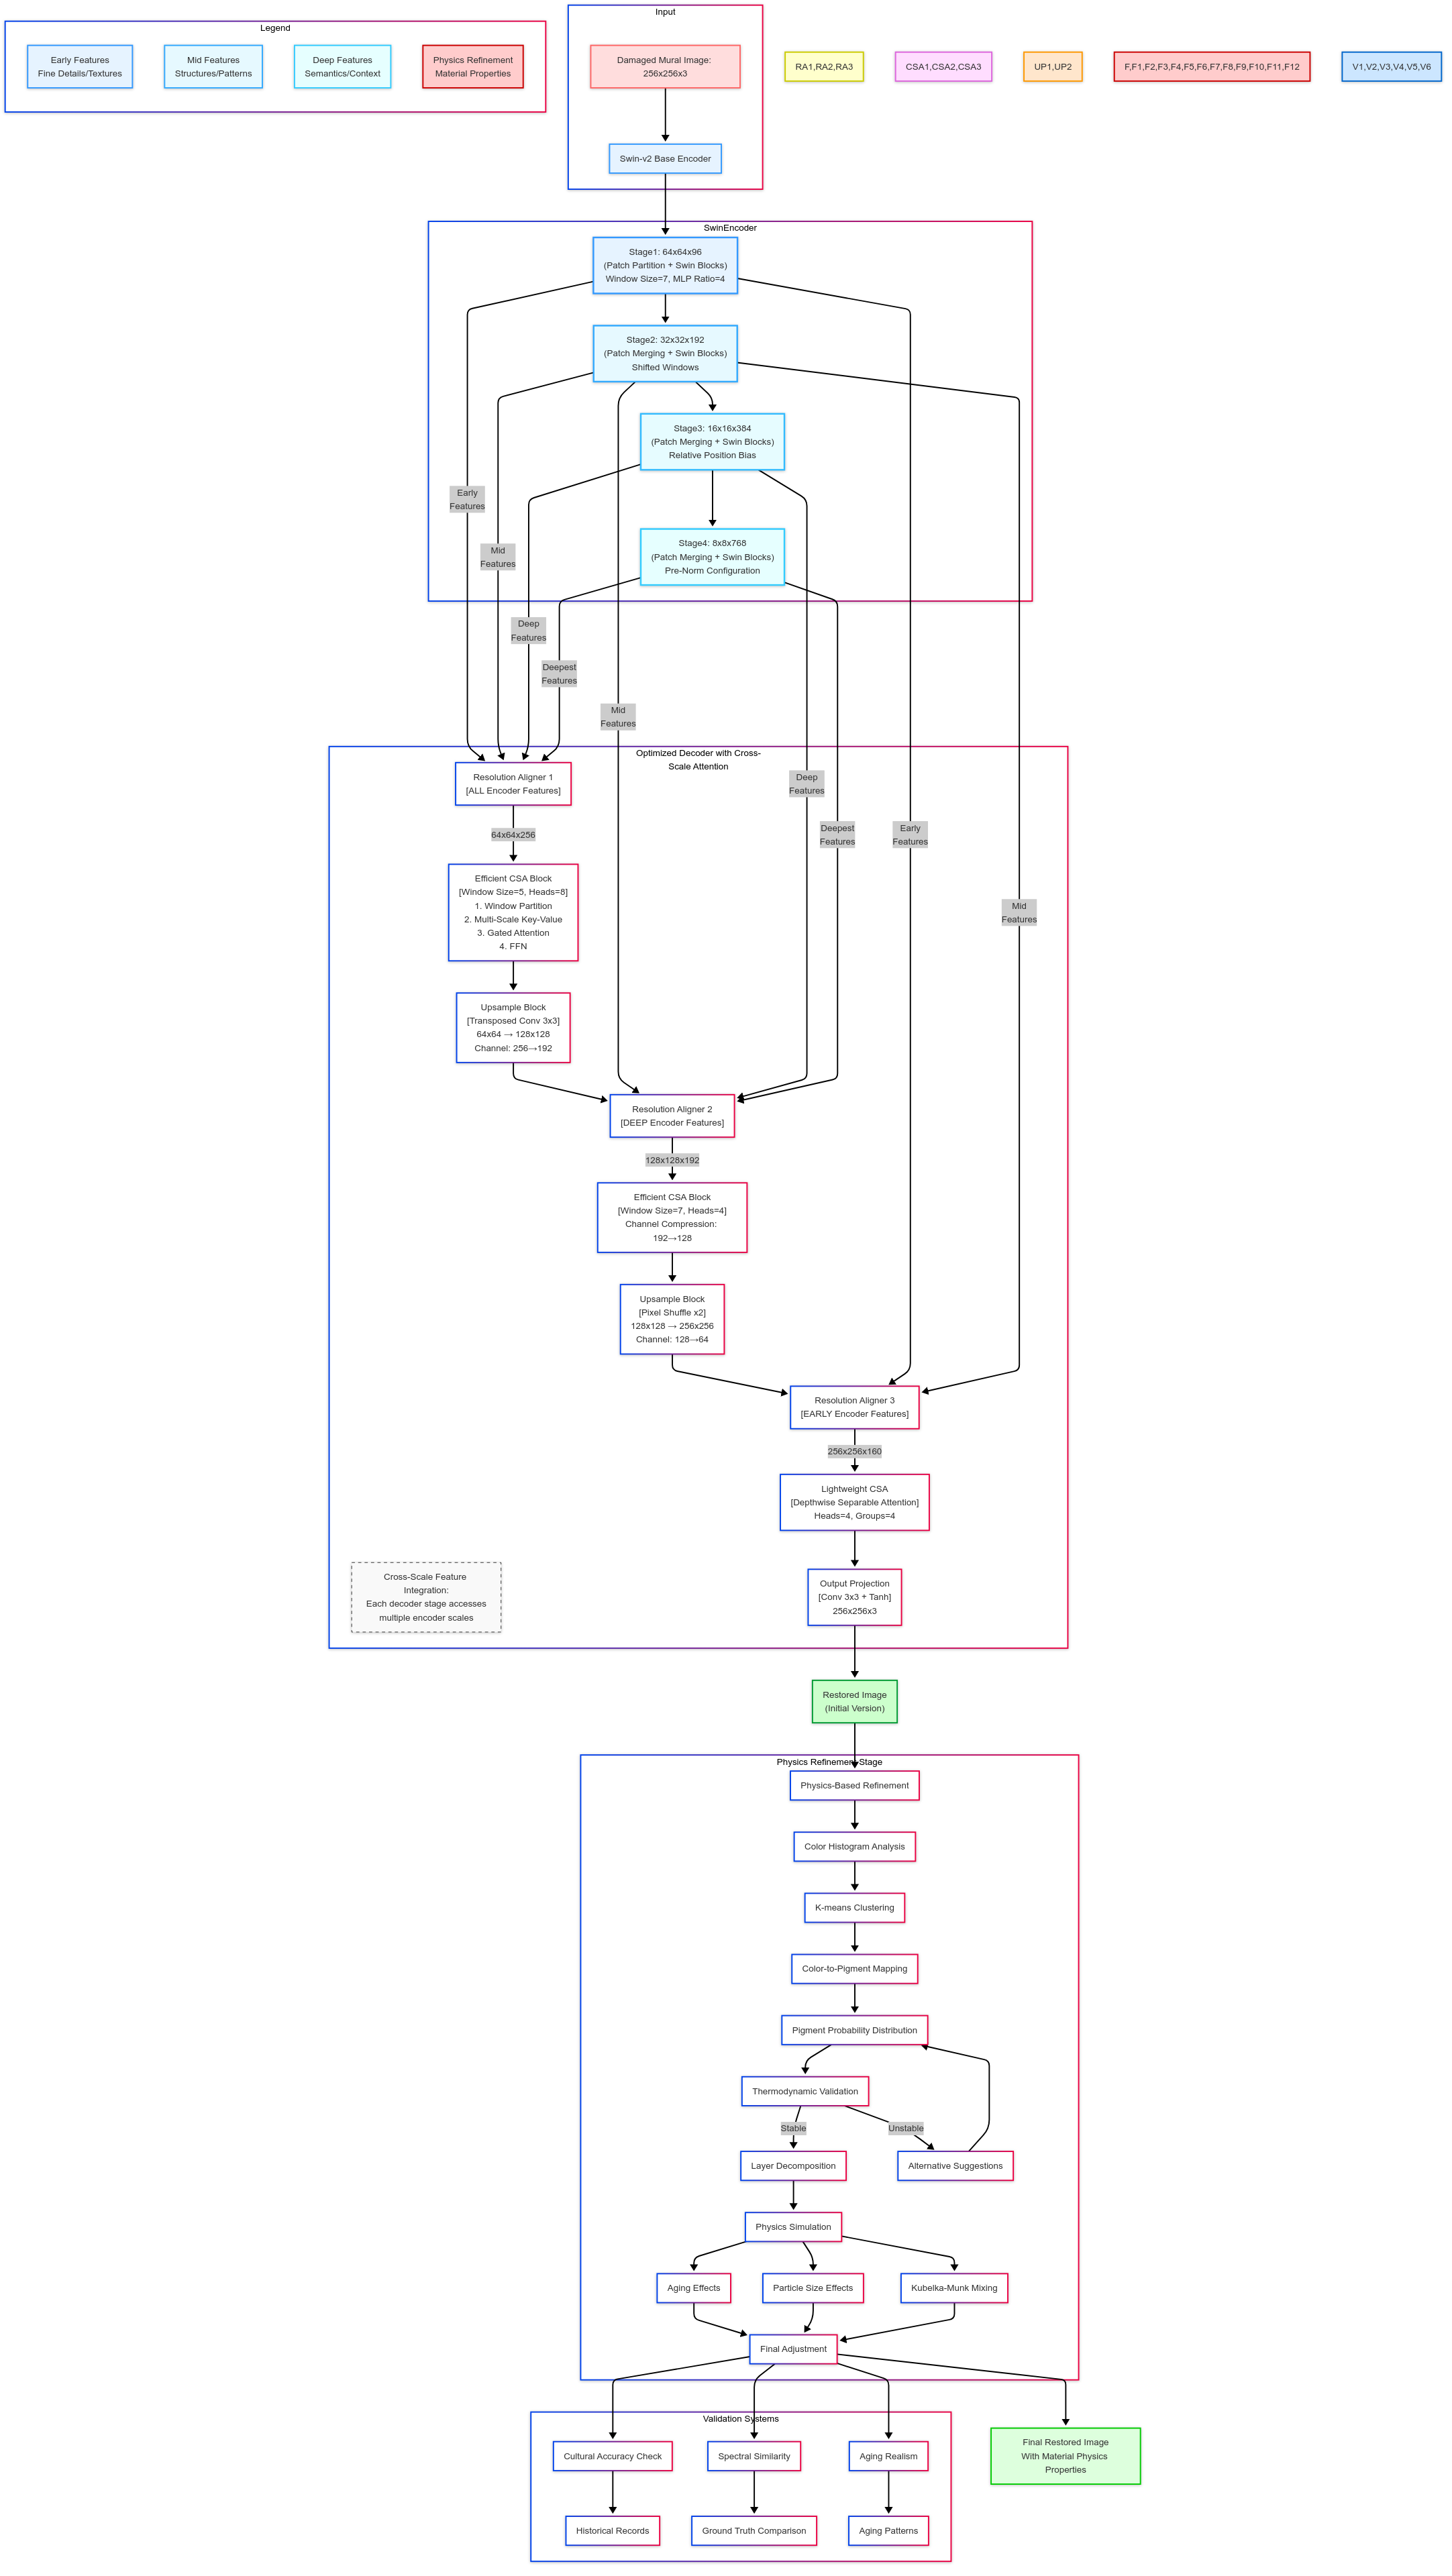 Legend
Early Features
Fine Details/Textures
Mid Features
Structures/Patterns
Deep Features
Semantics/Context
Physics Refinement
Material Properties
Input
Damaged Mural Image:
256x256x3
Swin-v2 Base Encoder
RA1,RA2,RA3
CSA1,CSA2,CSA3
UP1,UP2
F,F1,F2,F3,F4,F5,F6,F7,F8,F9,F10,F11,F12
V1,V2,V3,V4,V5,V6
SwinEncoder
Stage1: 64x64x96
(Patch Partition + Swin Blocks)
Window Size=7, MLP Ratio=4
Stage2: 32x32x192
(Patch Merging + Swin Blocks)
Shifted Windows
Stage3: 16x16x384
(Patch Merging + Swin Blocks)
Relative Position Bias
Early
Features
Mid
Features
Stage4: 8x8x768
(Patch Merging + Swin Blocks)
Pre-Norm Configuration
Deep
Features
Deepest
Features
Mid
Features
Optimized Decoder with Cross-
Scale Attention
Resolution Aligner 1
[ALL Encoder Features]
Deep
Features
64x64x256
Deepest
Features
Early
Features
Efficient CSA Block
[Window Size=5, Heads=8]
1. Window Partition
2. Multi-Scale Key-Value
3. Gated Attention
4. FFN
Mid
Features
Upsample Block
[Transposed Conv 3x3]
64x64 → 128x128
Channel: 256→192
Resolution Aligner 2
[DEEP Encoder Features]
128x128x192
Efficient CSA Block
[Window Size=7, Heads=4]
Channel Compression:
192→128
Upsample Block
[Pixel Shuffle x2]
128x128 → 256x256
Channel: 128→64
Resolution Aligner 3
[EARLY Encoder Features]
256x256x160
Lightweight CSA
[Depthwise Separable Attention]
Heads=4, Groups=4
Cross-Scale Feature
Integration:
Each decoder stage accesses
multiple encoder scales
Output Projection
[Conv 3x3 + Tanh]
256x256x3
Restored Image
(Initial Version)
Physics Refinement Stage
Physics-Based Refinement
Color Histogram Analysis
K-means Clustering
Color-to-Pigment Mapping
Pigment Probability Distribution
Thermodynamic Validation
Stable
Unstable
Layer Decomposition
Alternative Suggestions
Physics Simulation
Aging Effects
Particle Size Effects
Kubelka-Munk Mixing
Final Adjustment
Validation Systems
Cultural Accuracy Check
Spectral Similarity
Aging Realism
Final Restored Image
With Material Physics
Properties
Historical Records
Ground Truth Comparison
Aging Patterns